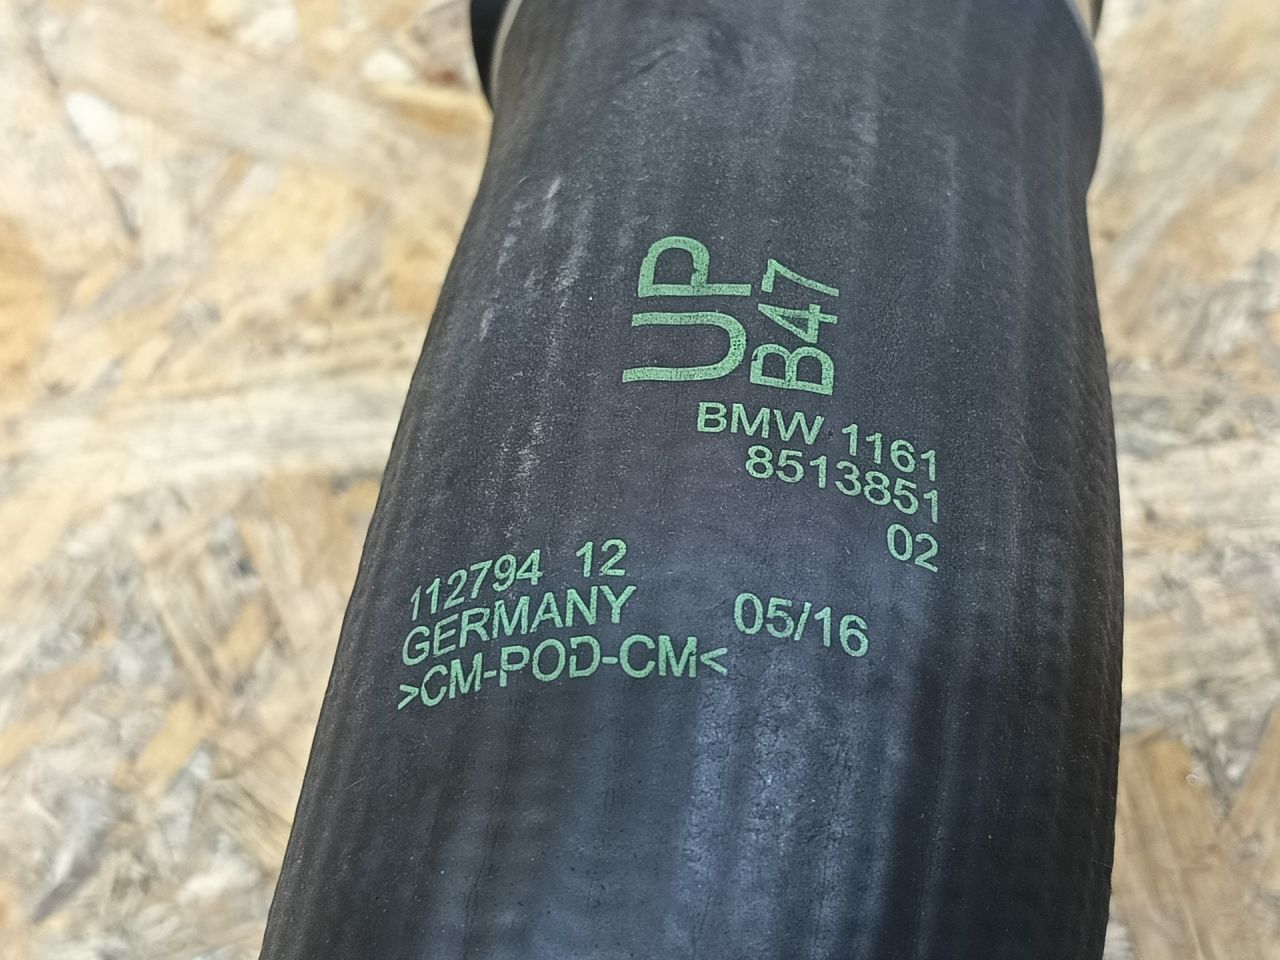 UP
B47
BMW 1161
8513851
02
112794 12
GERMANY
>CM-POD-CM<
05/16